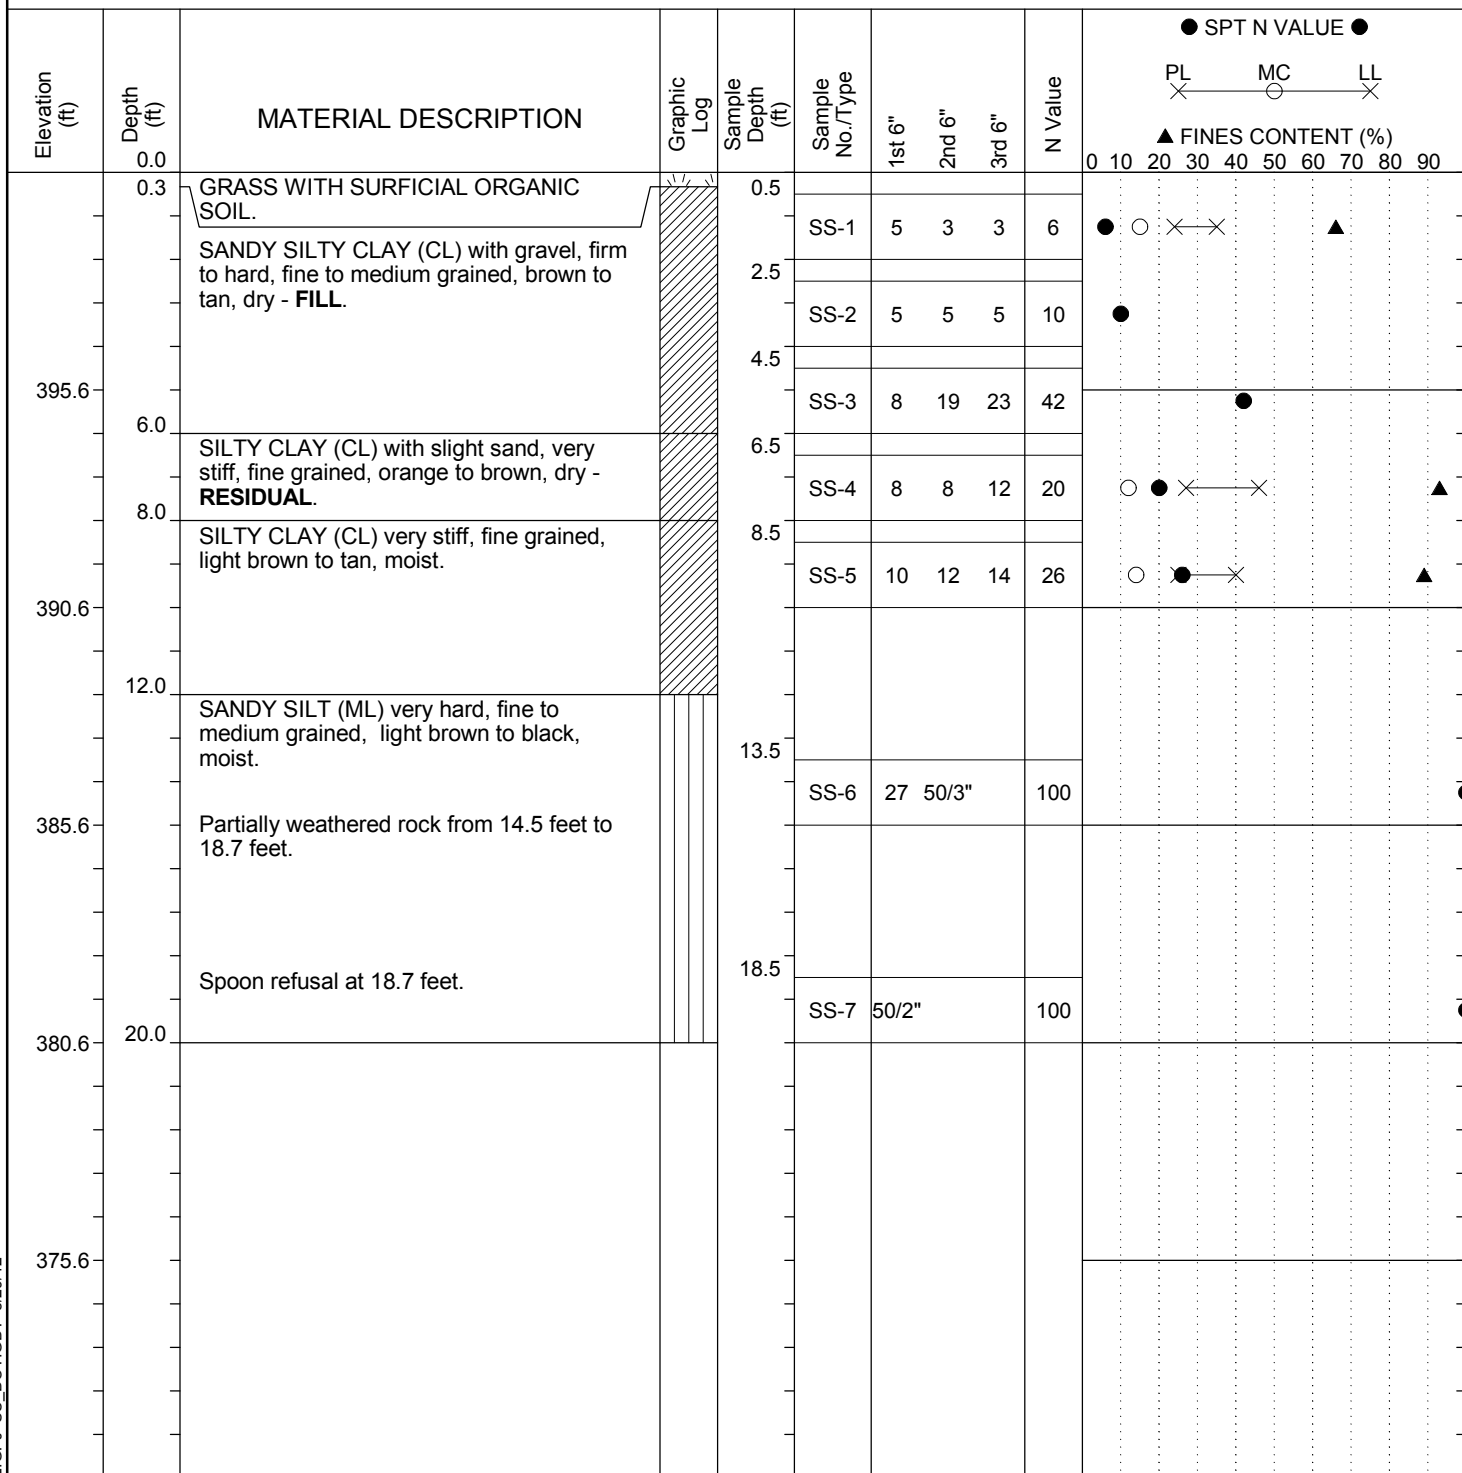 ● SPT N VALUE ●
PL MC LL
▲ FINES CONTENT (%)
0 10 20 30 40 50 60 70 80 90
Elevation
(ft)
Depth
(ft)
0.0
MATERIAL DESCRIPTION
Graphic
Log
Sample
Depth
(ft)
Sample
No./Type
1st 6"
2nd 6"
3rd 6"
N Value
0.3 GRASS WITH SURFICIAL ORGANIC 0.5
SOIL.
SS-1 5 3 3 6
SANDY SILTY CLAY (CL) with gravel, firm
to hard, fine to medium grained, brown to 2.5
tan, dry - FILL.
SS-2 5 5 5 10
4.5
395.6 SS-3 8 19 23 42
6.0
SILTY CLAY (CL) with slight sand, very 6.5
stiff, fine grained, orange to brown, dry -
RESIDUAL. SS-4 8 8 12 20
8.0
SILTY CLAY (CL) very stiff, fine grained, 8.5
light brown to tan, moist.
SS-5 10 12 14 26
390.6
12.0
SANDY SILT (ML) very hard, fine to
medium grained, light brown to black, 13.5
moist.
SS-6 27 50/3" 100
385.6 Partially weathered rock from 14.5 feet to
18.7 feet.
18.5
Spoon refusal at 18.7 feet.
SS-7 50/2" 100
380.6 20.0
375.6